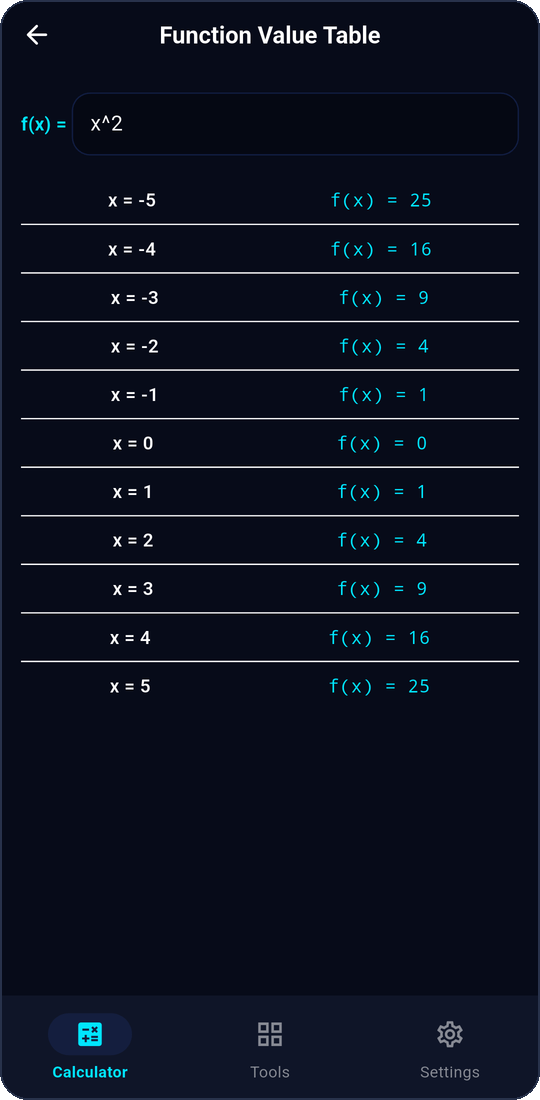 Function Value Table
f(x) = x^2
x = -5 f(x) = 25
x = -4 f(x) = 16
x = -3 f(x) = 9
x = -2 f(x) = 4
x = -1 f(x) = 1
x = 0 f(x) = 0
x = 1 f(x) = 1
x = 2 f(x) = 4
x = 3 f(x) = 9
x = 4 f(x) = 16
x = 5 f(x) = 25
Calculator Tools Settings